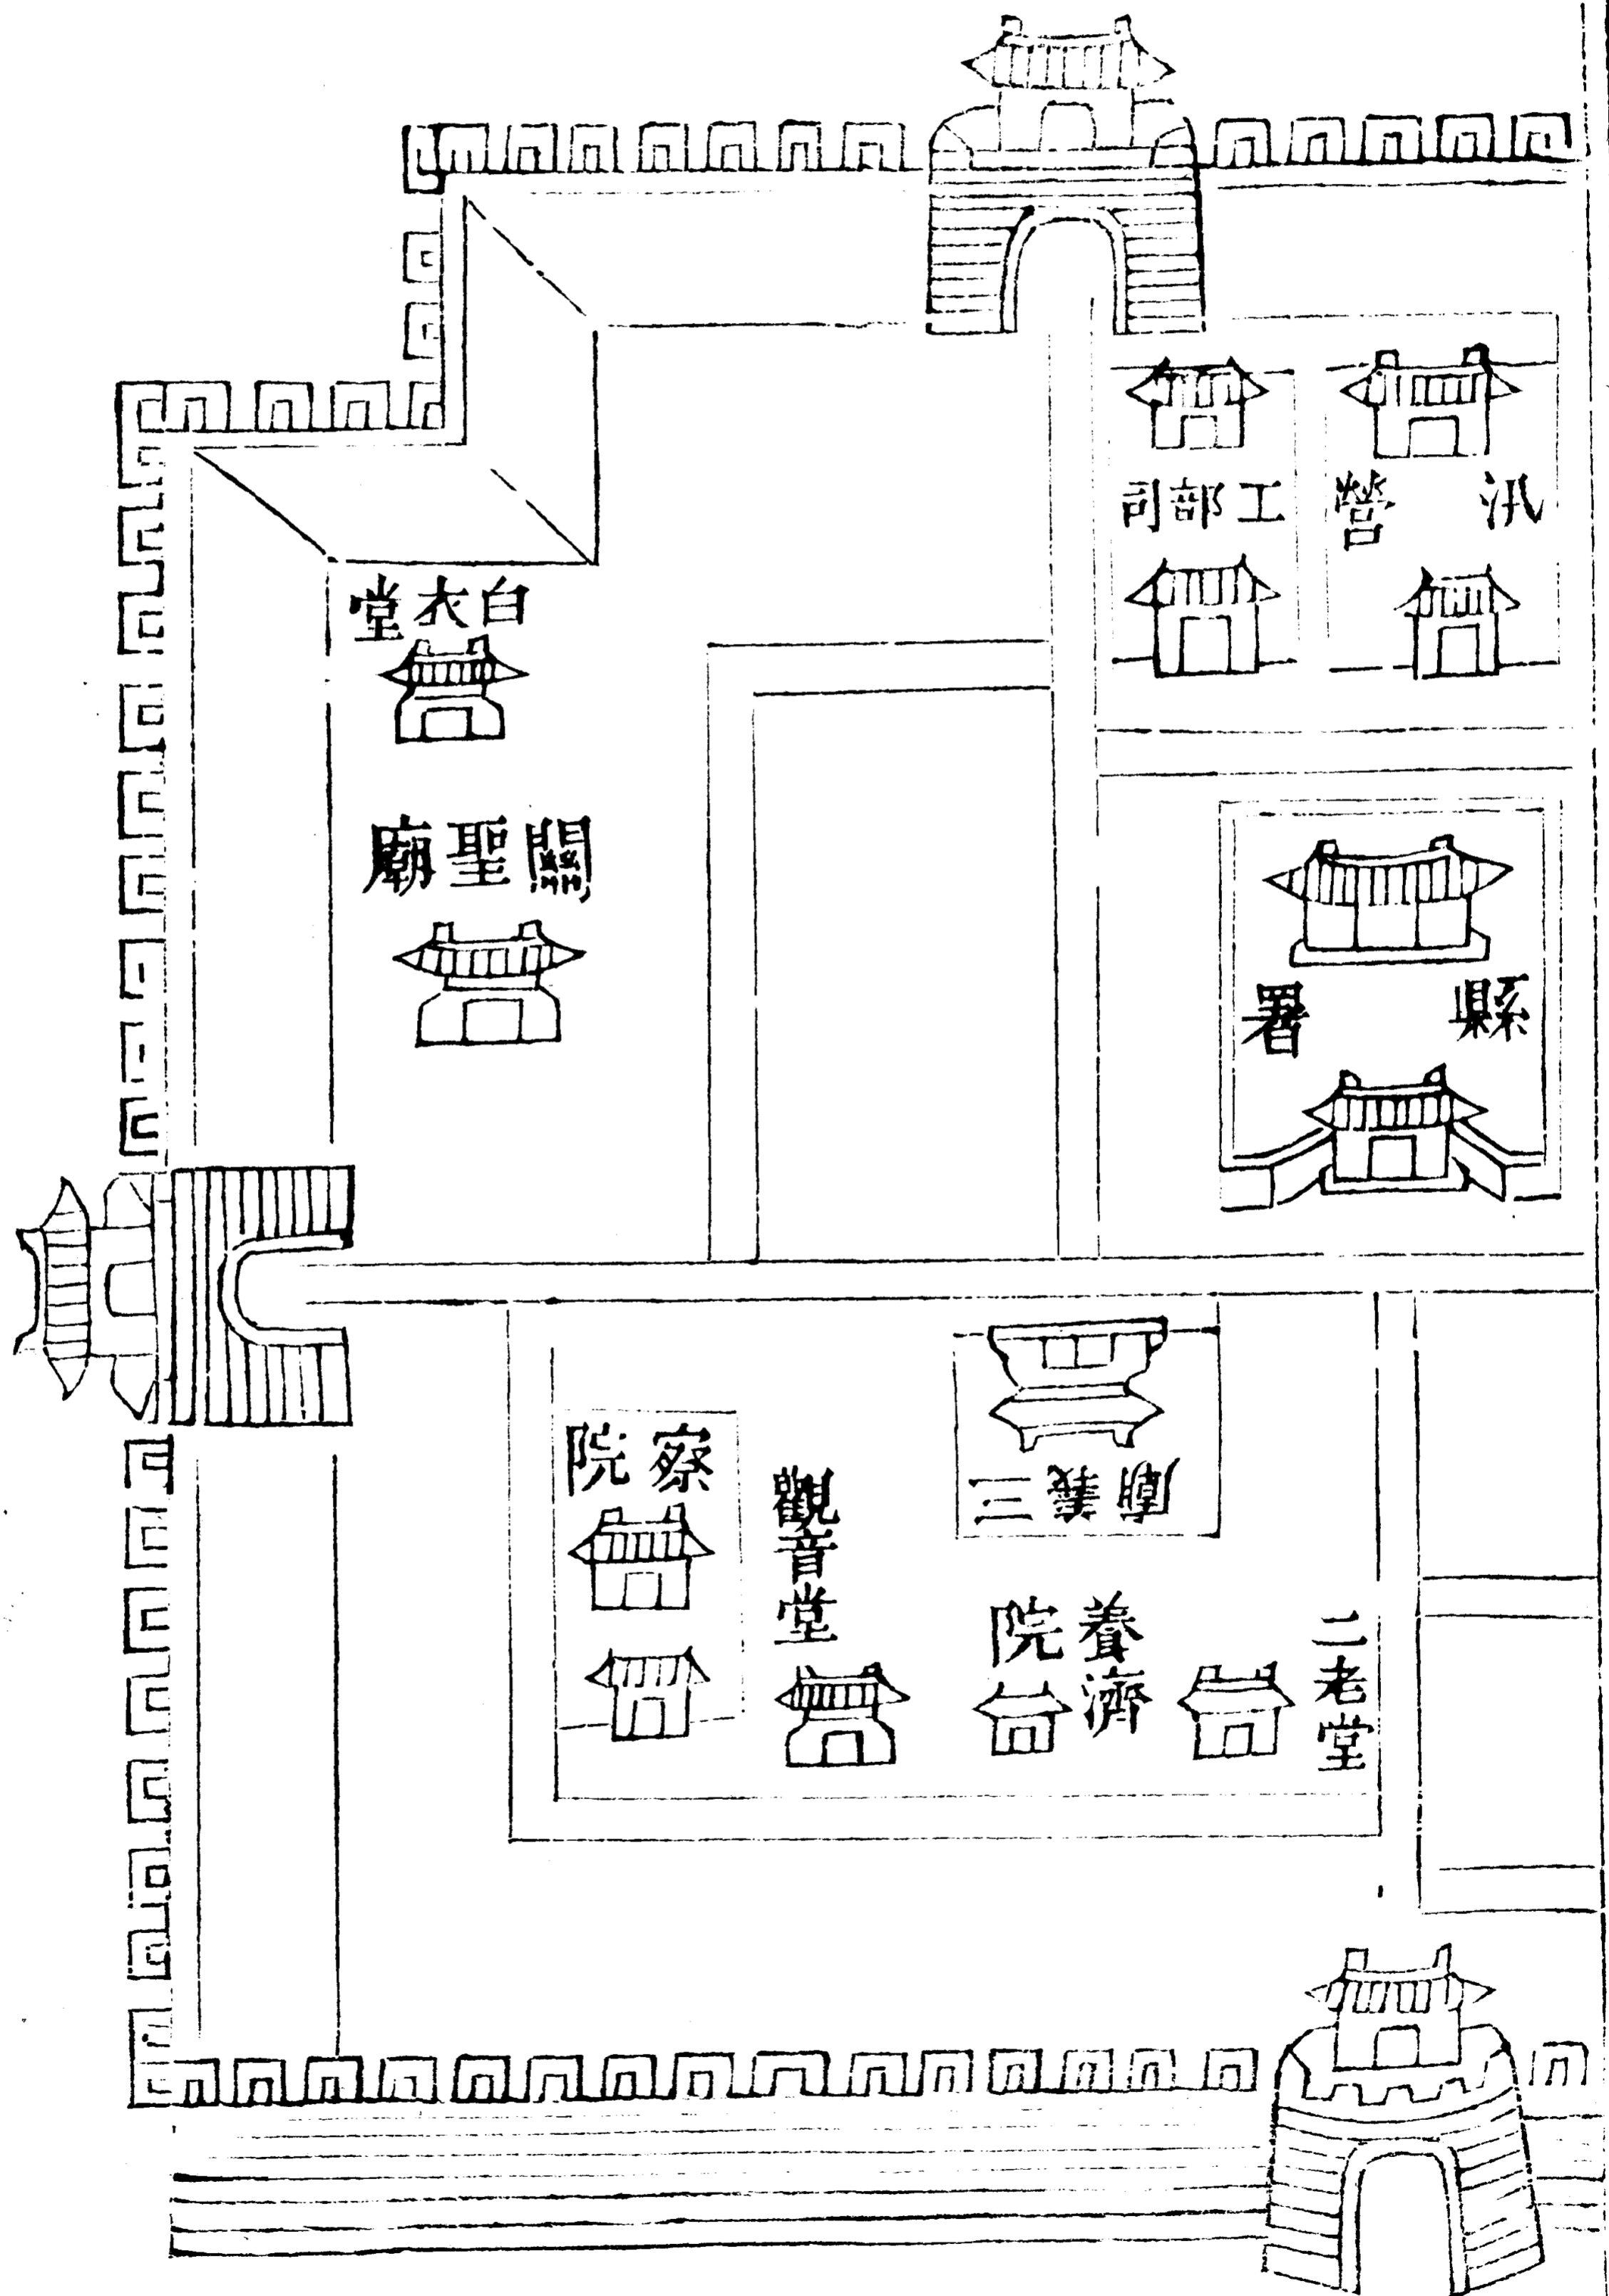 汛營
工部司
白衣堂
關聖廟
縣署
三義廟
察院
觀音堂
養濟院
二老堂